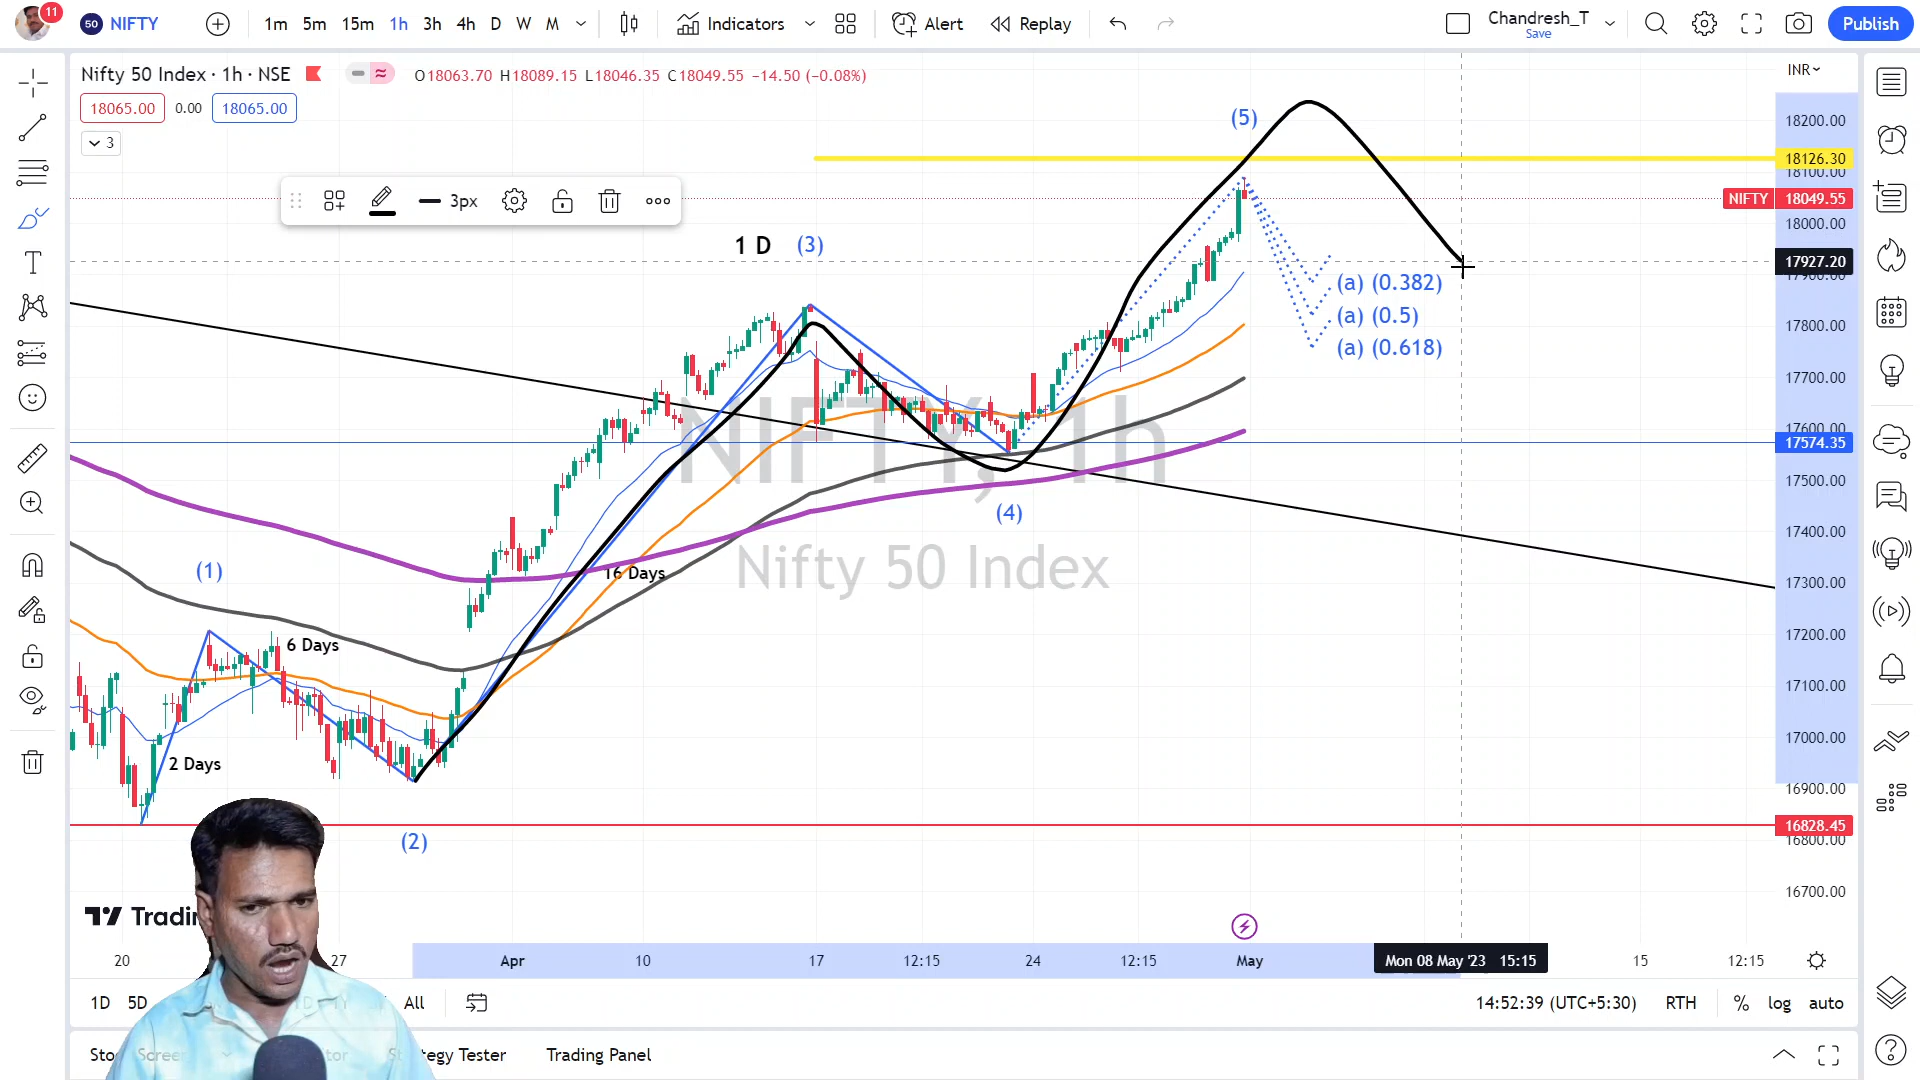 11
50 NIFTY
1m 5m 15m 1h 3h 4h D W M
Indicators
Alert
Replay
Chandresh_T
Save
Publish
Nifty 50 Index · 1h · NSE
O18063.70 H18089.15 L18046.35 C18049.55 −14.50 (−0.08%)
INR
18065.00 0.00 18065.00
3
3px
(5)
1 D (3)
(a) (0.382)
(a) (0.5)
(a) (0.618)
NIFTY, 1h
Nifty 50 Index
(4)
(1)
16 Days
6 Days
2 Days
(2)
18200.00
18126.30
18100.00
NIFTY 18049.55
18000.00
17927.20
17900.00
17800.00
17700.00
17600.00
17574.35
17500.00
17400.00
17300.00
17200.00
17100.00
17000.00
16900.00
16828.45
16800.00
16700.00
20 27 Apr 10 17 12:15 24 12:15 May Mon 08 May '23 15:15 15 12:15
1D 5D All
14:52:39 (UTC+5:30) RTH % log auto
Trading Panel